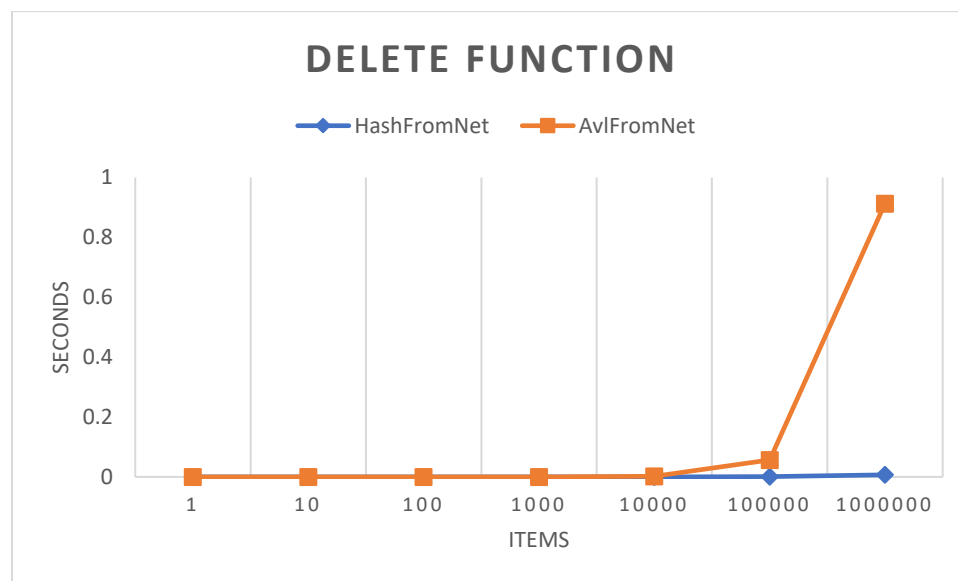 DELETE FUNCTION
HashFromNet AvlFromNet
1
0.8
0.6
0.4
0.2
0
SECONDS
1 10 100 1000 10000 100000 1000000
ITEMS